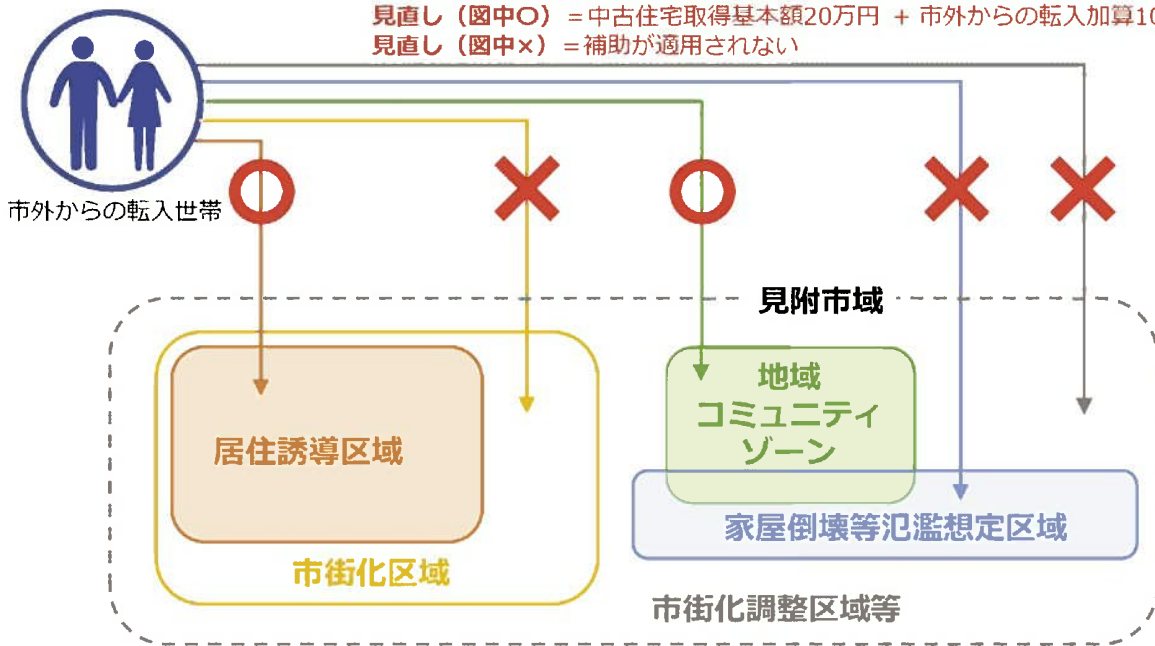 見直し（図中〇）＝中古住宅取得基本額20万円 + 市外からの転入加算10
見直し（図中×）＝補助が適用されない
市外からの転入世帯
見附市域
地域
コミュニティ
ゾーン
居住誘導区域
家屋倒壊等氾濫想定区域
市街化区域
市街化調整区域等